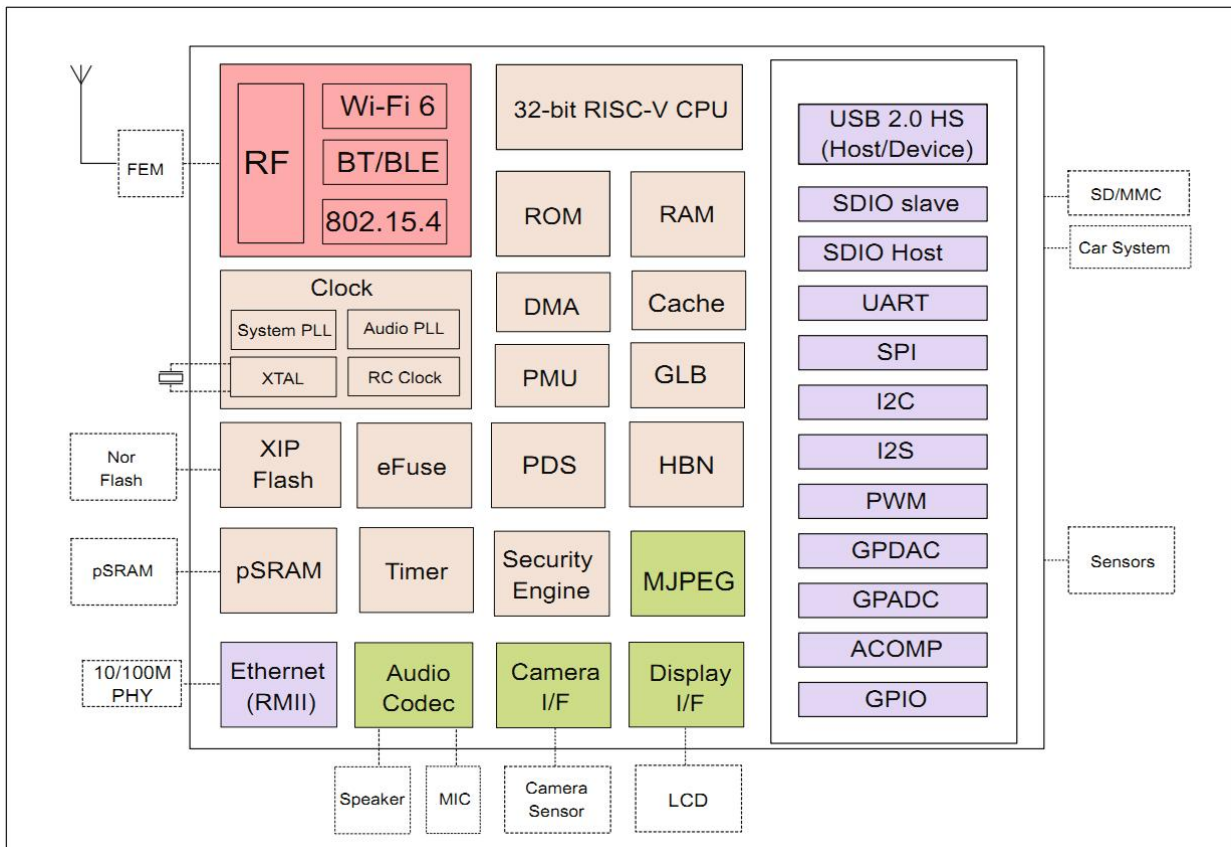 Wi-Fi 6
RF
BT/BLE
802.15.4
FEM
32-bit RISC-V CPU
ROM
RAM
Clock
System PLL
Audio PLL
XTAL
RC Clock
DMA
Cache
PMU
GLB
Nor
Flash
XIP
Flash
eFuse
PDS
HBN
pSRAM
pSRAM
Timer
Security
Engine
MJPEG
10/100M
PHY
Ethernet
(RMII)
Audio
Codec
Camera
I/F
Display
I/F
Speaker
MIC
Camera
Sensor
LCD
USB 2.0 HS
(Host/Device)
SDIO slave
SDIO Host
UART
SPI
I2C
I2S
PWM
GPDAC
GPADC
ACOMP
GPIO
SD/MMC
Car System
Sensors